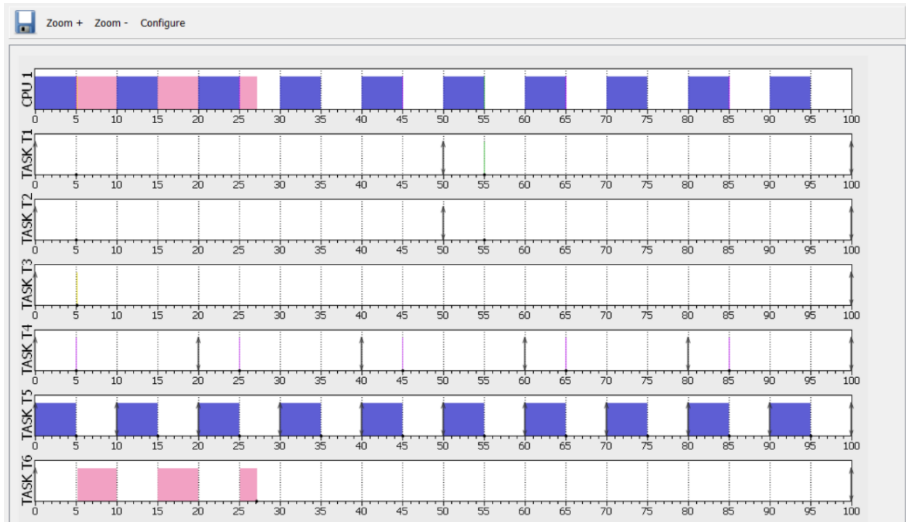 Zoom + Zoom - Configure
CPU 1
0 5 10 15 20 25 30 35 40 45 50 55 60 65 70 75 80 85 90 95 100
TASK T1
0 5 10 15 20 25 30 35 40 45 50 55 60 65 70 75 80 85 90 95 100
TASK T2
0 5 10 15 20 25 30 35 40 45 50 55 60 65 70 75 80 85 90 95 100
TASK T3
0 5 10 15 20 25 30 35 40 45 50 55 60 65 70 75 80 85 90 95 100
TASK T4
0 5 10 15 20 25 30 35 40 45 50 55 60 65 70 75 80 85 90 95 100
TASK T5
0 5 10 15 20 25 30 35 40 45 50 55 60 65 70 75 80 85 90 95 100
TASK T6
0 5 10 15 20 25 30 35 40 45 50 55 60 65 70 75 80 85 90 95 100